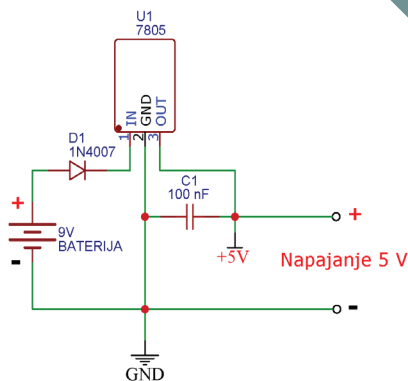 U1
7805
IN
GND
OUT
1
2
3
D1
1N4007
C1
100 nF
+
9V
BATERIJA
-
+5V
+
Napajanje 5 V
-
GND